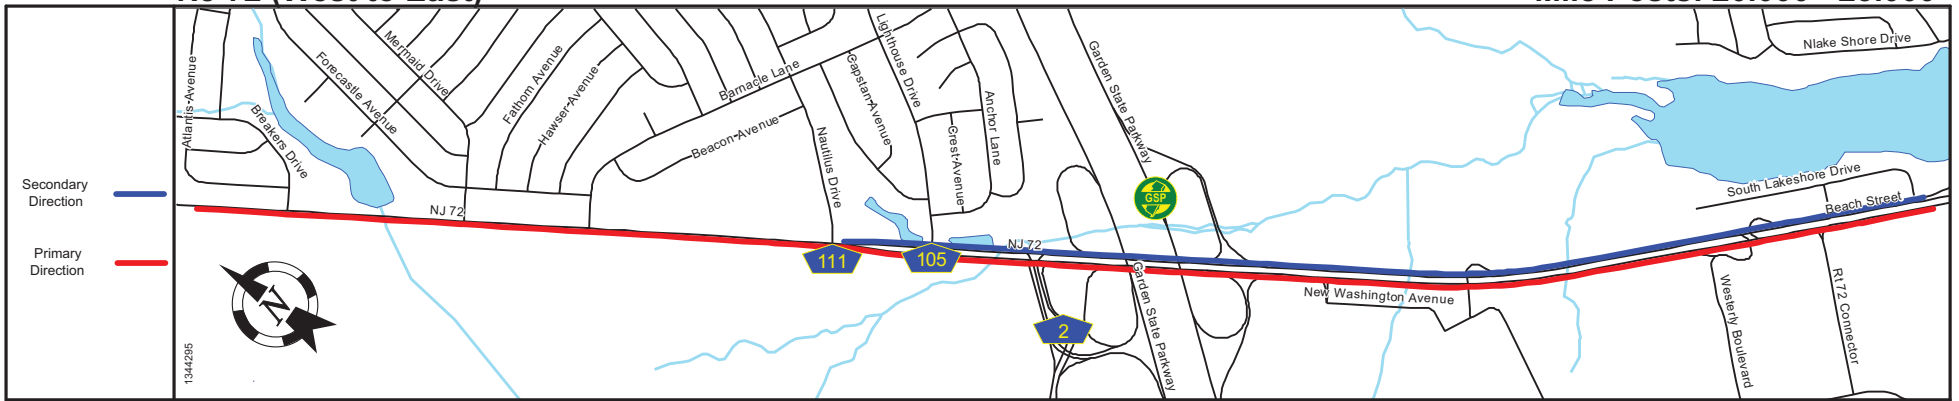 Secondary
Direction
Primary
Direction
Atlantis Avenue
Breakers Drive
Forecastle Avenue
Mermaid Drive
Fathom Avenue
Hawser Avenue
Barnacle Lane
Beacon Avenue
Nautilus Drive
Capstan Avenue
Lighthouse Drive
Crest Avenue
Anchor Lane
Garden State Parkway
GSP
NJ 72
NJ 72
111
105
2
Garden State Parkway
New Washington Avenue
Nlake Shore Drive
South Lakeshore Drive
Beach Street
Westerly Boulevard
Rt 72 Connector
N
1344295